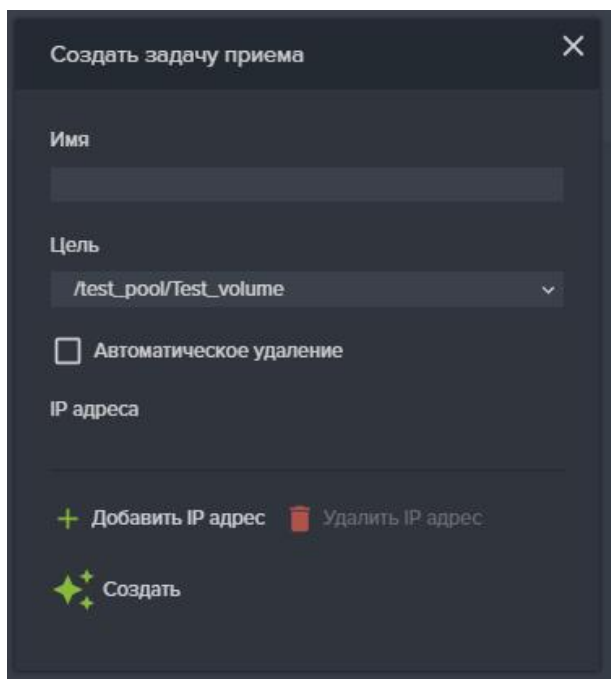 Создать задачу приема
Имя
Цель
/test_pool/Test_volume
Автоматическое удаление
IP адреса
Добавить IP адрес Удалить IP адрес
Создать